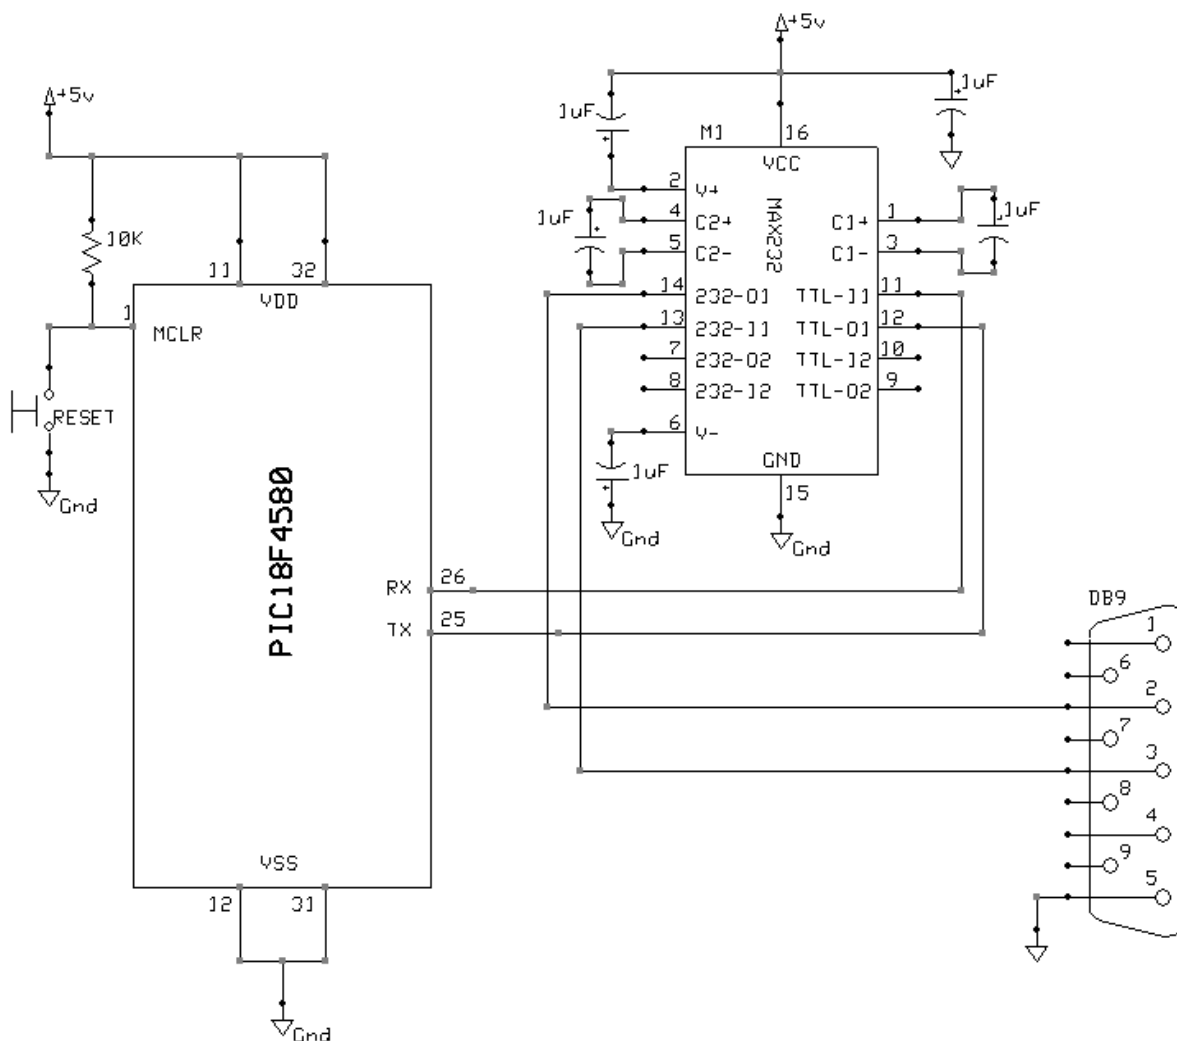 +5v
+5v
1uF
1uF
M1
16
VCC
2
V+
MAX232
1uF
4
C2+
C1+
1
1uF
5
C2-
C1-
3
10K
11
32
14
232-O1
TTL-I1
11
VDD
1
MCLR
13
232-I1
TTL-O1
12
7
232-O2
TTL-I2
10
8
232-I2
TTL-O2
9
RESET
6
V-
GND
1uF
15
Gnd
Gnd
Gnd
PIC18F4580
RX
26
TX
25
DB9
1
6
2
7
3
8
4
9
5
VSS
12
31
Gnd